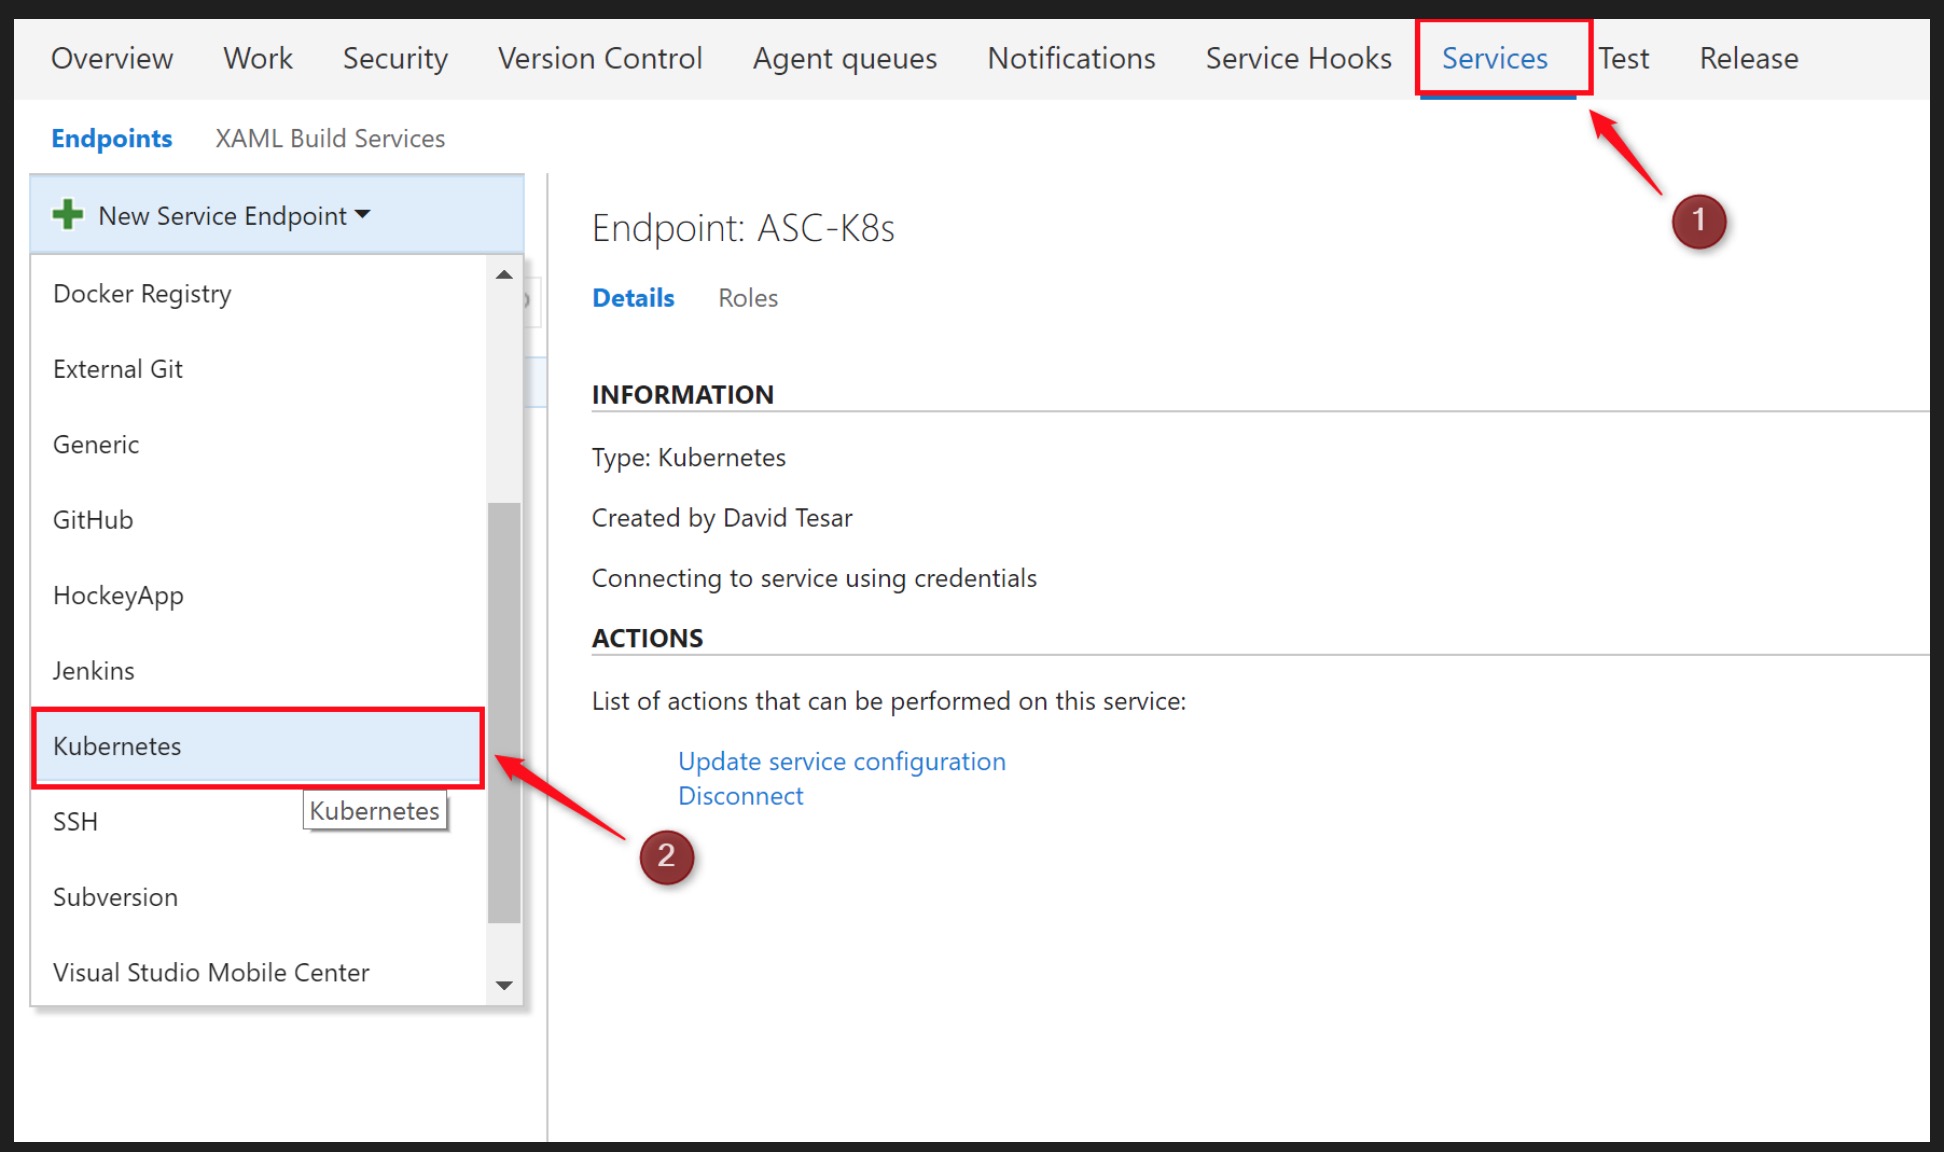 Overview Work Security Version Control Agent queues Notifications Service Hooks Services Test Release
Endpoints XAML Build Services
1
New Service Endpoint
Docker Registry
External Git
Generic
GitHub
HockeyApp
Jenkins
Kubernetes
Kubernetes
SSH
Subversion
Visual Studio Mobile Center
Endpoint: ASC-K8s
Details Roles
INFORMATION
Type: Kubernetes
Created by David Tesar
Connecting to service using credentials
ACTIONS
List of actions that can be performed on this service:
Update service configuration
Disconnect
2